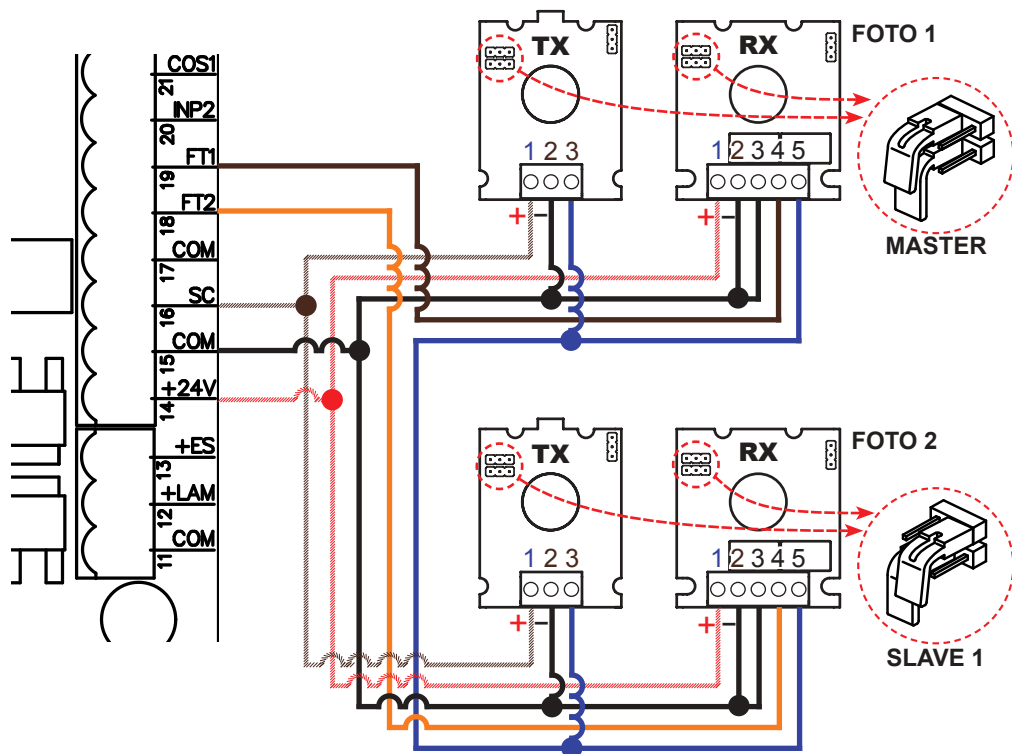 COS1
21
INP2
20
FT1
19
FT2
18
COM
17
SC
16
COM
15
+24V
14
+ES
13
+LAM
12
COM
11
TX
1 2 3
+ –
RX
1 2 3 4 5
+ –
FOTO 1
MASTER
TX
1 2 3
+ –
RX
1 2 3 4 5
+ –
FOTO 2
SLAVE 1